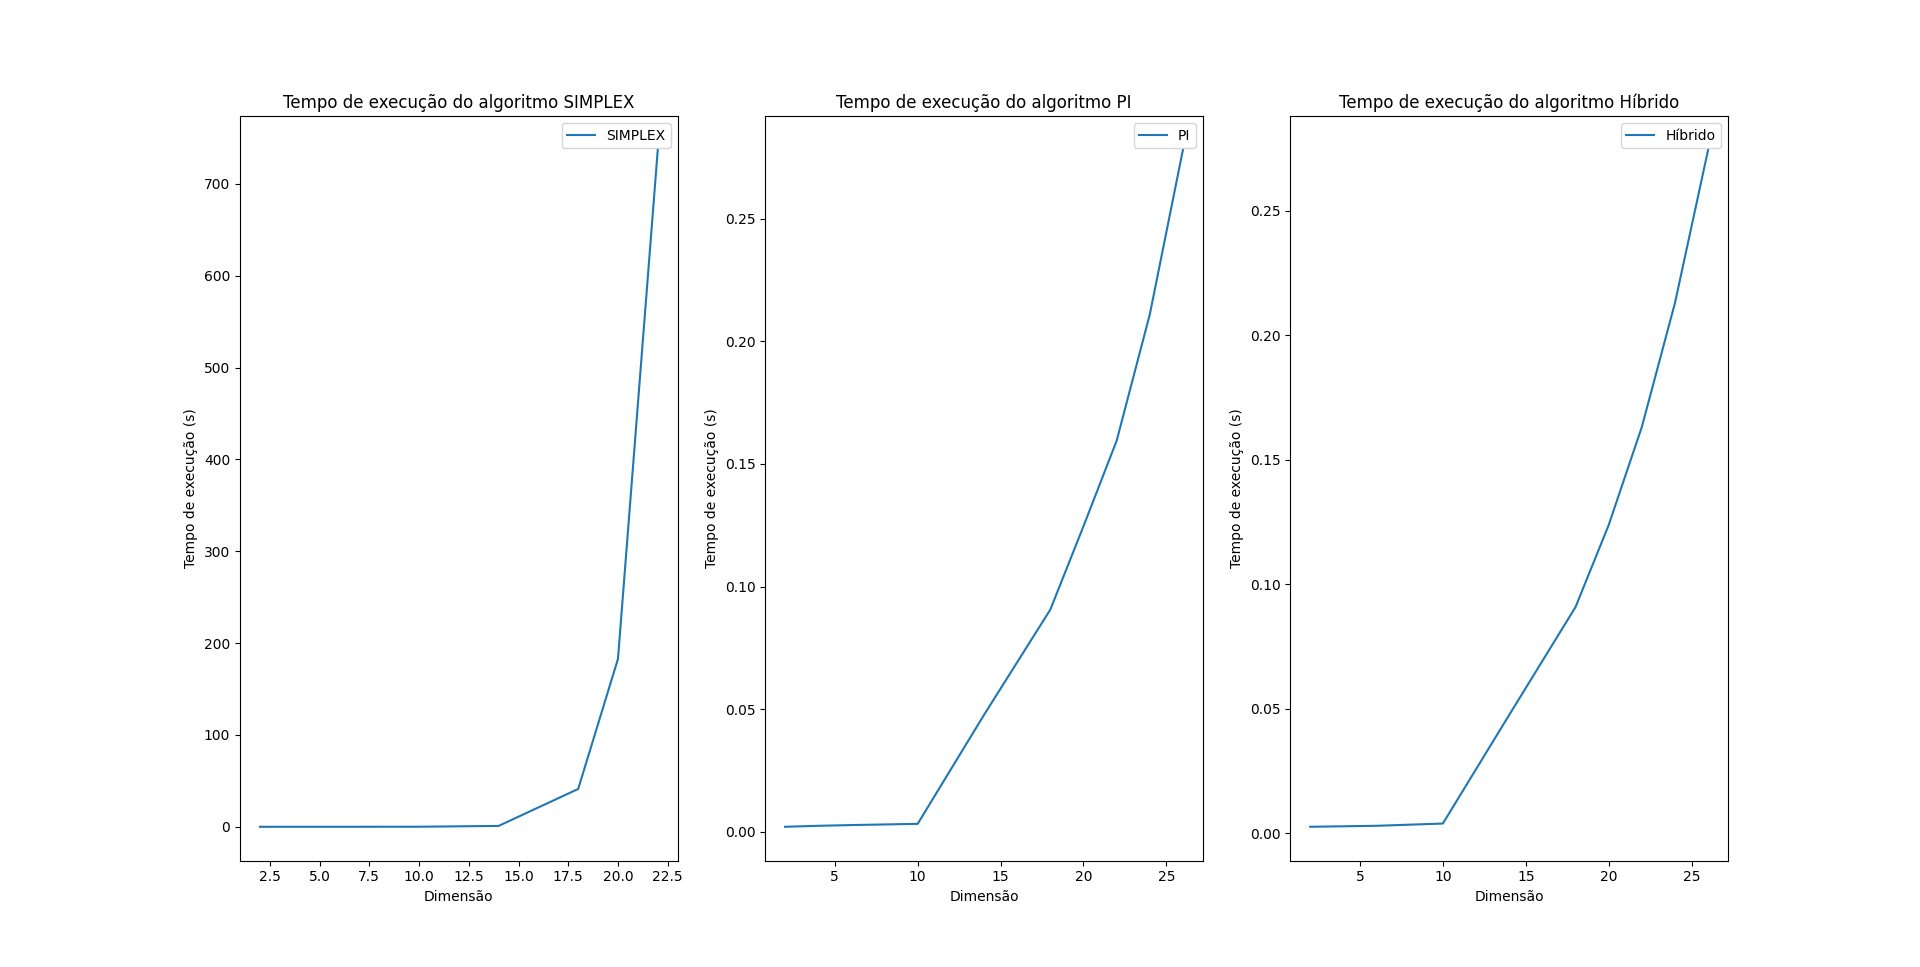 Tempo de execução do algoritmo SIMPLEX
SIMPLEX
700
600
500
400
300
200
100
0
Tempo de execução (s)
2.5 5.0 7.5 10.0 12.5 15.0 17.5 20.0 22.5
Dimensão
Tempo de execução do algoritmo PI
PI
0.25
0.20
0.15
0.10
0.05
0.00
Tempo de execução (s)
5 10 15 20 25
Dimensão
Tempo de execução do algoritmo Híbrido
Híbrido
0.25
0.20
0.15
0.10
0.05
0.00
Tempo de execução (s)
5 10 15 20 25
Dimensão